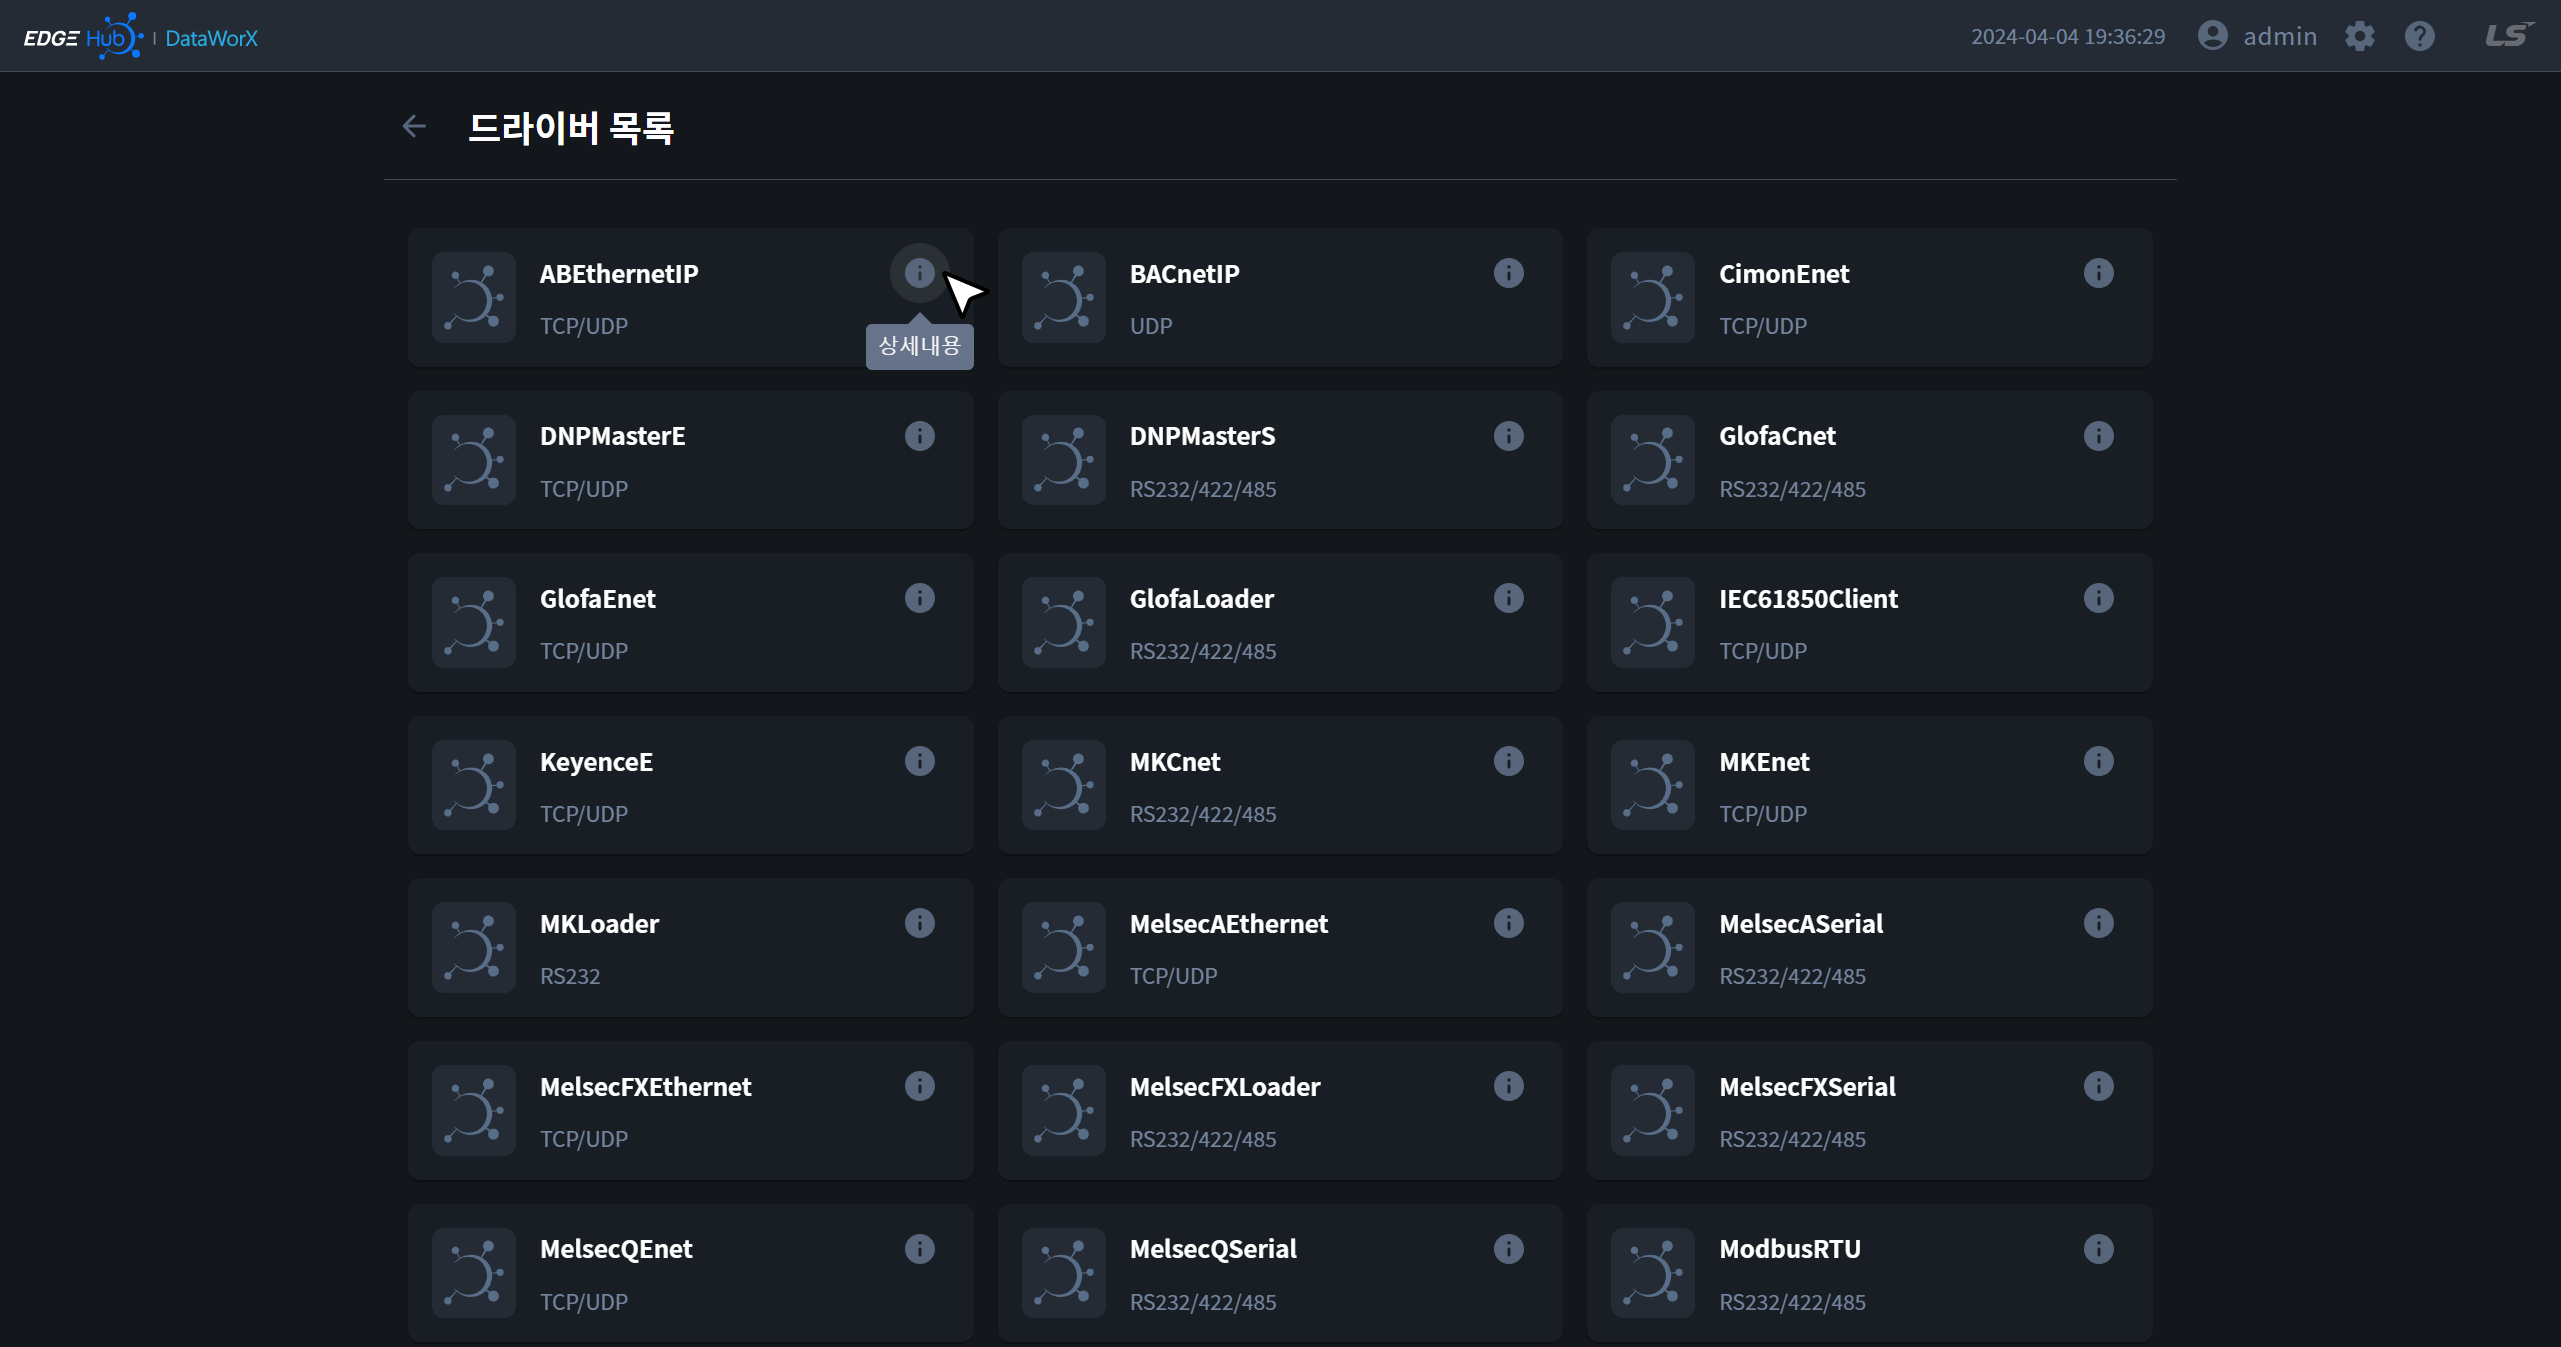 EDGE Hub | DataWorX
2024-04-04 19:36:29 admin
LS
드라이버 목록
ABEthernetIP
TCP/UDP
상세내용
BACnetIP
UDP
CimonEnet
TCP/UDP
DNPMasterE
TCP/UDP
DNPMasterS
RS232/422/485
GlofaCnet
RS232/422/485
GlofaEnet
TCP/UDP
GlofaLoader
RS232/422/485
IEC61850Client
TCP/UDP
KeyenceE
TCP/UDP
MKCnet
RS232/422/485
MKEnet
TCP/UDP
MKLoader
RS232
MelsecAEthernet
TCP/UDP
MelsecASerial
RS232/422/485
MelsecFXEthernet
TCP/UDP
MelsecFXLoader
RS232/422/485
MelsecFXSerial
RS232/422/485
MelsecQEnet
TCP/UDP
MelsecQSerial
RS232/422/485
ModbusRTU
RS232/422/485